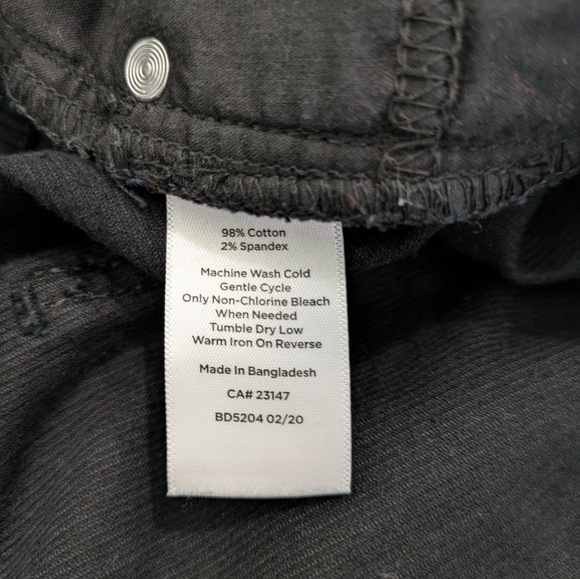 98% Cotton
2% Spandex
Machine Wash Cold
Gentle Cycle
Only Non-Chlorine Bleach
When Needed
Tumble Dry Low
Warm Iron On Reverse
Made In Bangladesh
CA# 23147
BD5204 02/20